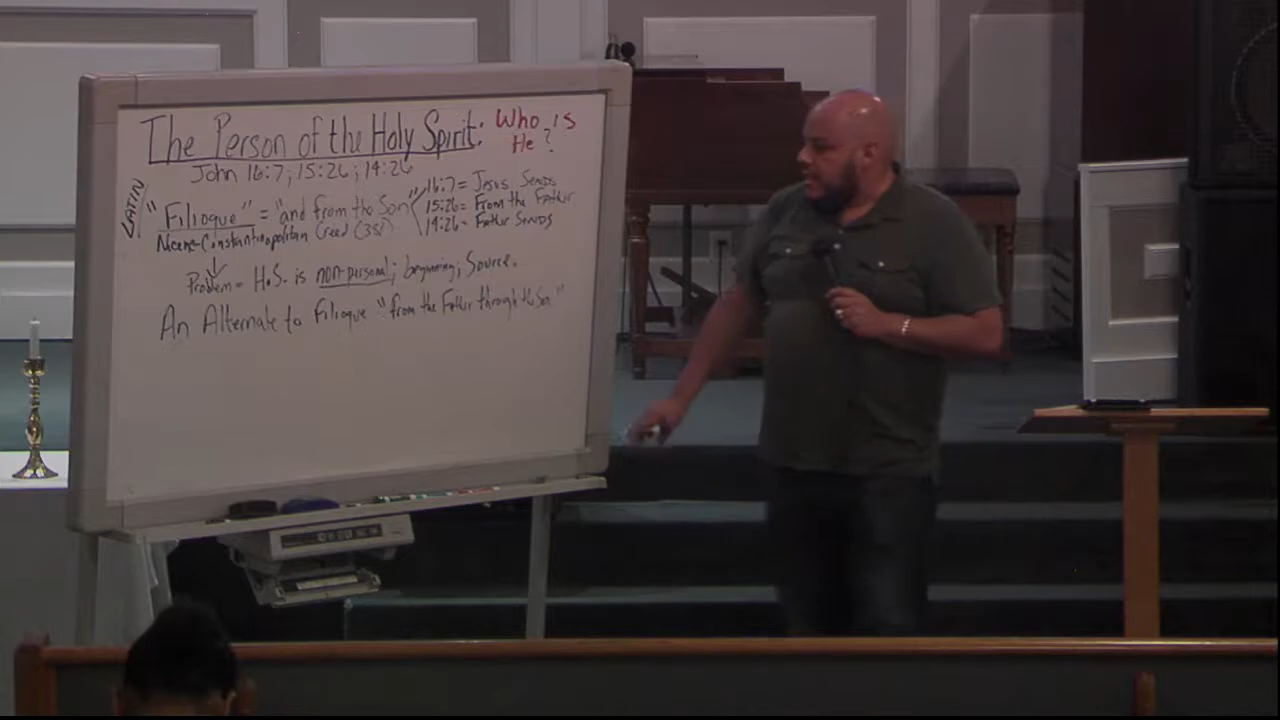 The Person of the Holy Spirit: Who is He?
John 16:7; 15:26; 14:26
LATIN
"Filioque" = "and from the Son"
16:7 = Jesus Sends
15:26 = From the Father
14:26 = Father Sends
Nicene-Constantinopolitan Creed (381)
Problem = H.S. is non-personal; beginning; Source.
An Alternate to Filioque "from the Father through the Son"